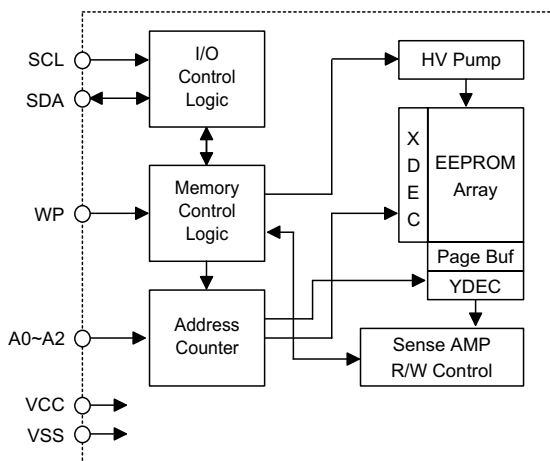 SCL
SDA
WP
A0~A2
VCC
VSS
I/O
Control
Logic
Memory
Control
Logic
Address
Counter
HV Pump
X
D
E
C
EEPROM
Array
Page Buf
YDEC
Sense AMP
R/W Control